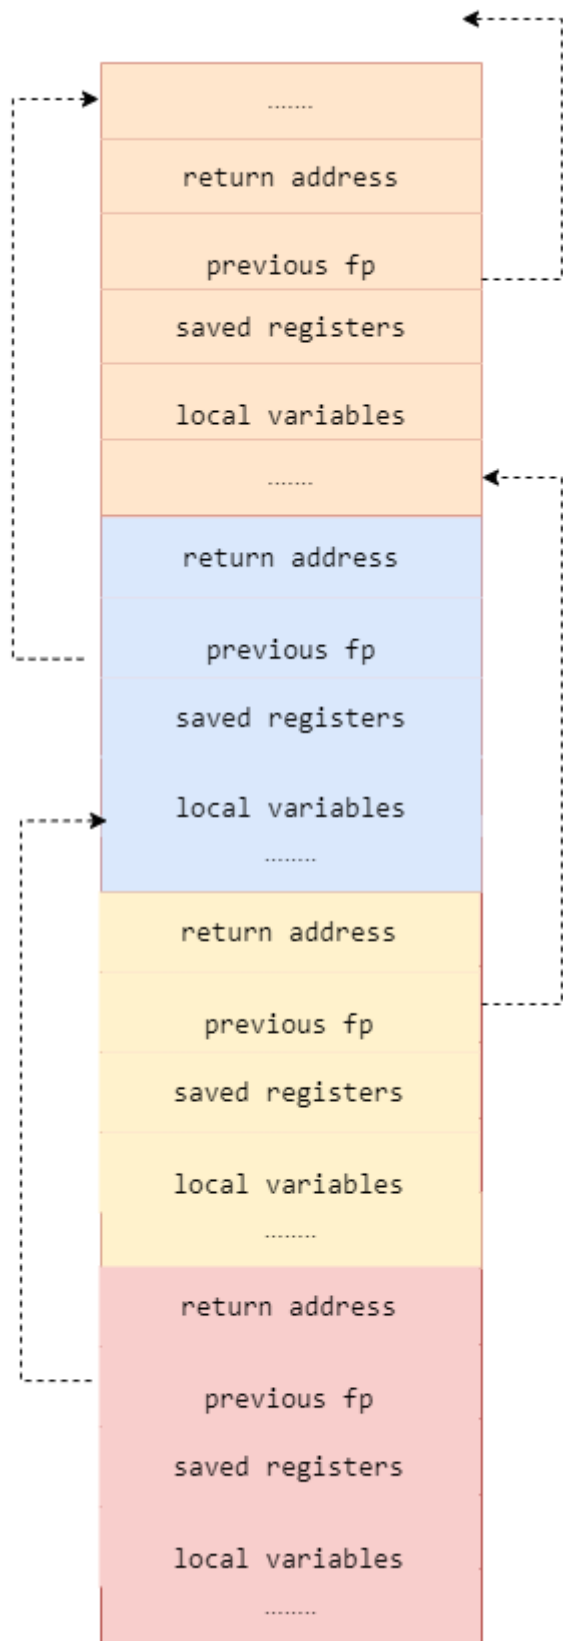 .......
return address
previous fp
saved registers
local variables
.......
return address
previous fp
saved registers
local variables
........
return address
previous fp
saved registers
local variables
........
return address
previous fp
saved registers
local variables
........